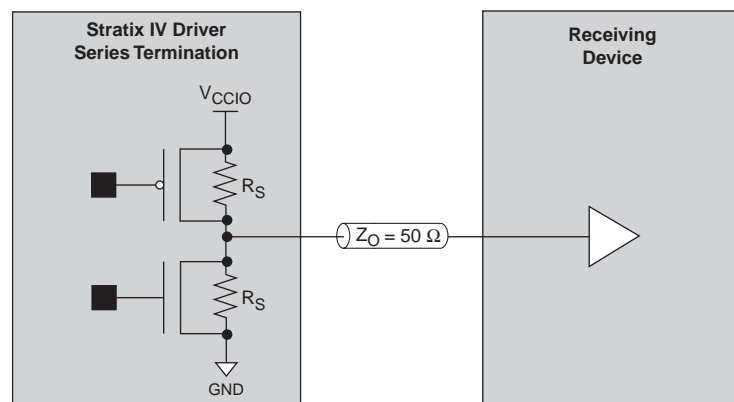 Stratix IV Driver
Series Termination
Receiving
Device
VCCIO
RS
ZO = 50 Ω
RS
GND